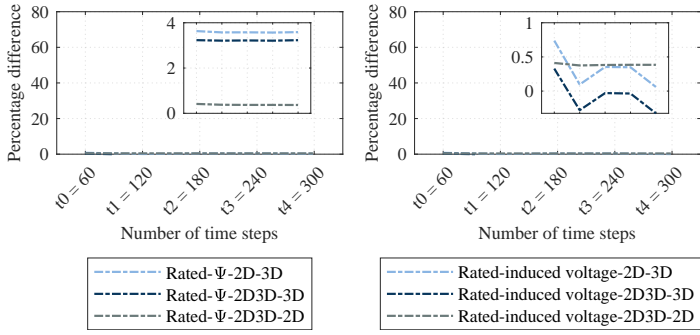 80
60
40
20
0
Percentage difference
4
2
0
t0 = 60
t1 = 120
t2 = 180
t3 = 240
t4 = 300
Number of time steps
Rated-Ψ-2D-3D
Rated-Ψ-2D3D-3D
Rated-Ψ-2D3D-2D
80
60
40
20
0
Percentage difference
1
0.5
0
t0 = 60
t1 = 120
t2 = 180
t3 = 240
t4 = 300
Number of time steps
Rated-induced voltage-2D-3D
Rated-induced voltage-2D3D-3D
Rated-induced voltage-2D3D-2D